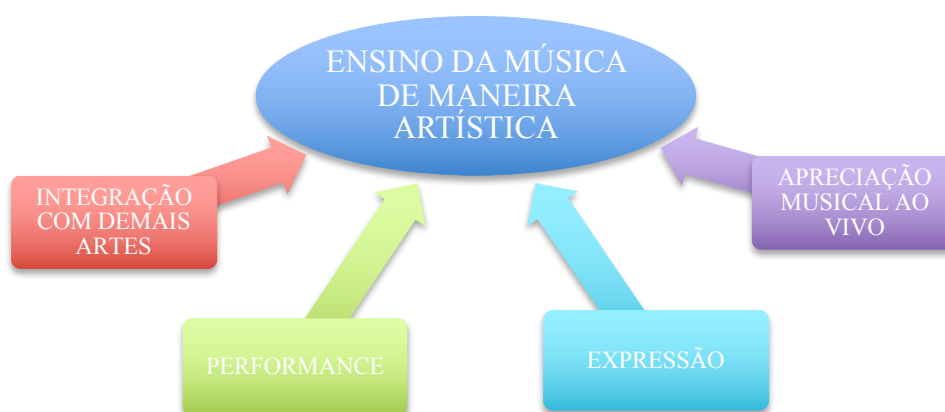 ENSINO DA MÚSICA
DE MANEIRA
ARTÍSTICA
INTEGRAÇÃO
COM DEMAIS
ARTES
APRECIAÇÃO
MUSICAL AO
VIVO
PERFORMANCE
EXPRESSÃO